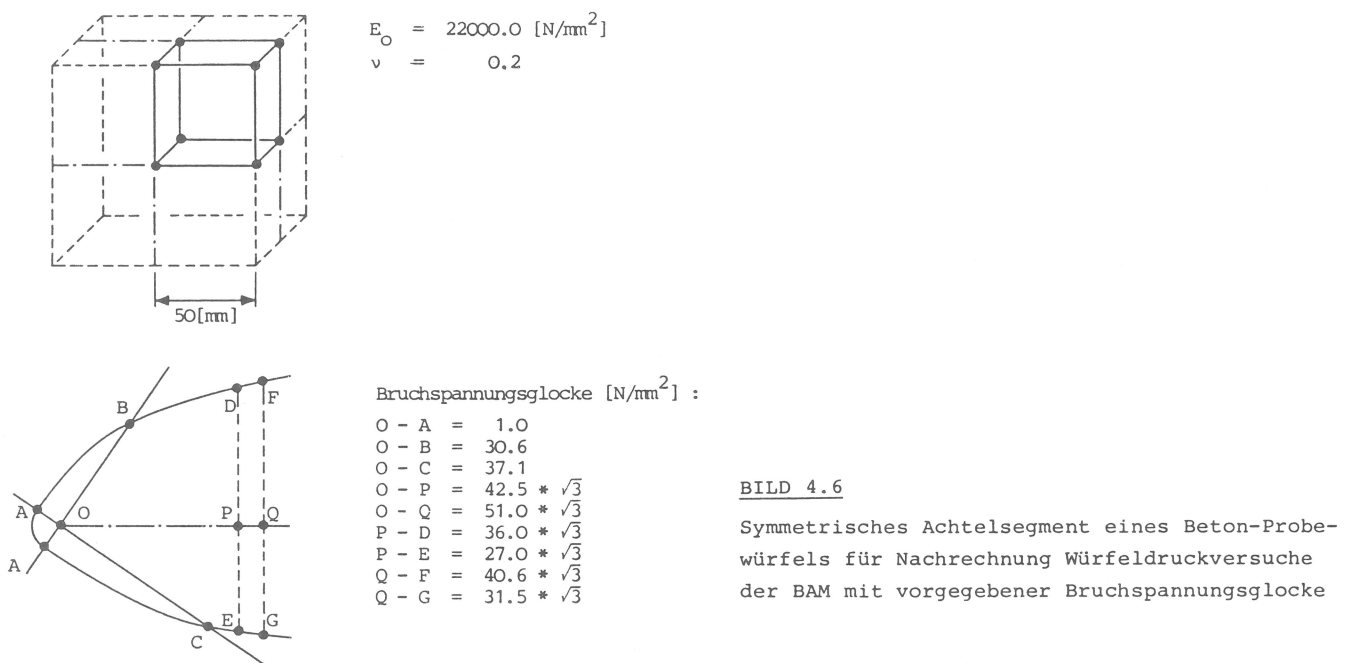 E₀ = 22000.0 [N/mm²]
ν = 0.2
50[mm]
B
D
F
A
O
P
Q
A
E
G
C
Bruchspannungsglocke [N/mm²] :
O - A = 1.0
O - B = 30.6
O - C = 37.1
O - P = 42.5 * √3
O - Q = 51.0 * √3
P - D = 36.0 * √3
P - E = 27.0 * √3
Q - F = 40.6 * √3
Q - G = 31.5 * √3
BILD 4.6
Symmetrisches Achtelsegment eines Beton-Probe-
würfels für Nachrechnung Würfeldruckversuche
der BAM mit vorgegebener Bruchspannungsglocke